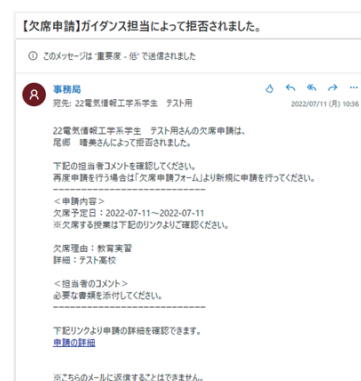 【欠席申請】ガイダンス担当によって拒否されました。
このメッセージは "重要度 - 低" で送信されました
A
事務局
宛先: 22電気情報工学系学生 テスト用
2022/07/11 (月) 10:36
22電気情報工学系学生 テスト用さんの欠席申請は、
尾郷 晴美さんによって拒否されました。
下記の担当者コメントを確認してください。
再度申請を行う場合は「欠席申請フォーム」より新規に申請を行ってください。
----------------------------
＜申請内容＞
欠席予定日：2022-07-11～2022-07-11
※欠席する授業は下記のリンクよりご確認ください。
欠席理由：教育実習
詳細：テスト高校
＜担当者のコメント＞
必要な書類を添付してください。
----------------------------
下記リンクより申請の詳細を確認できます。
申請の詳細
※こちらのメールに返信することはできません。